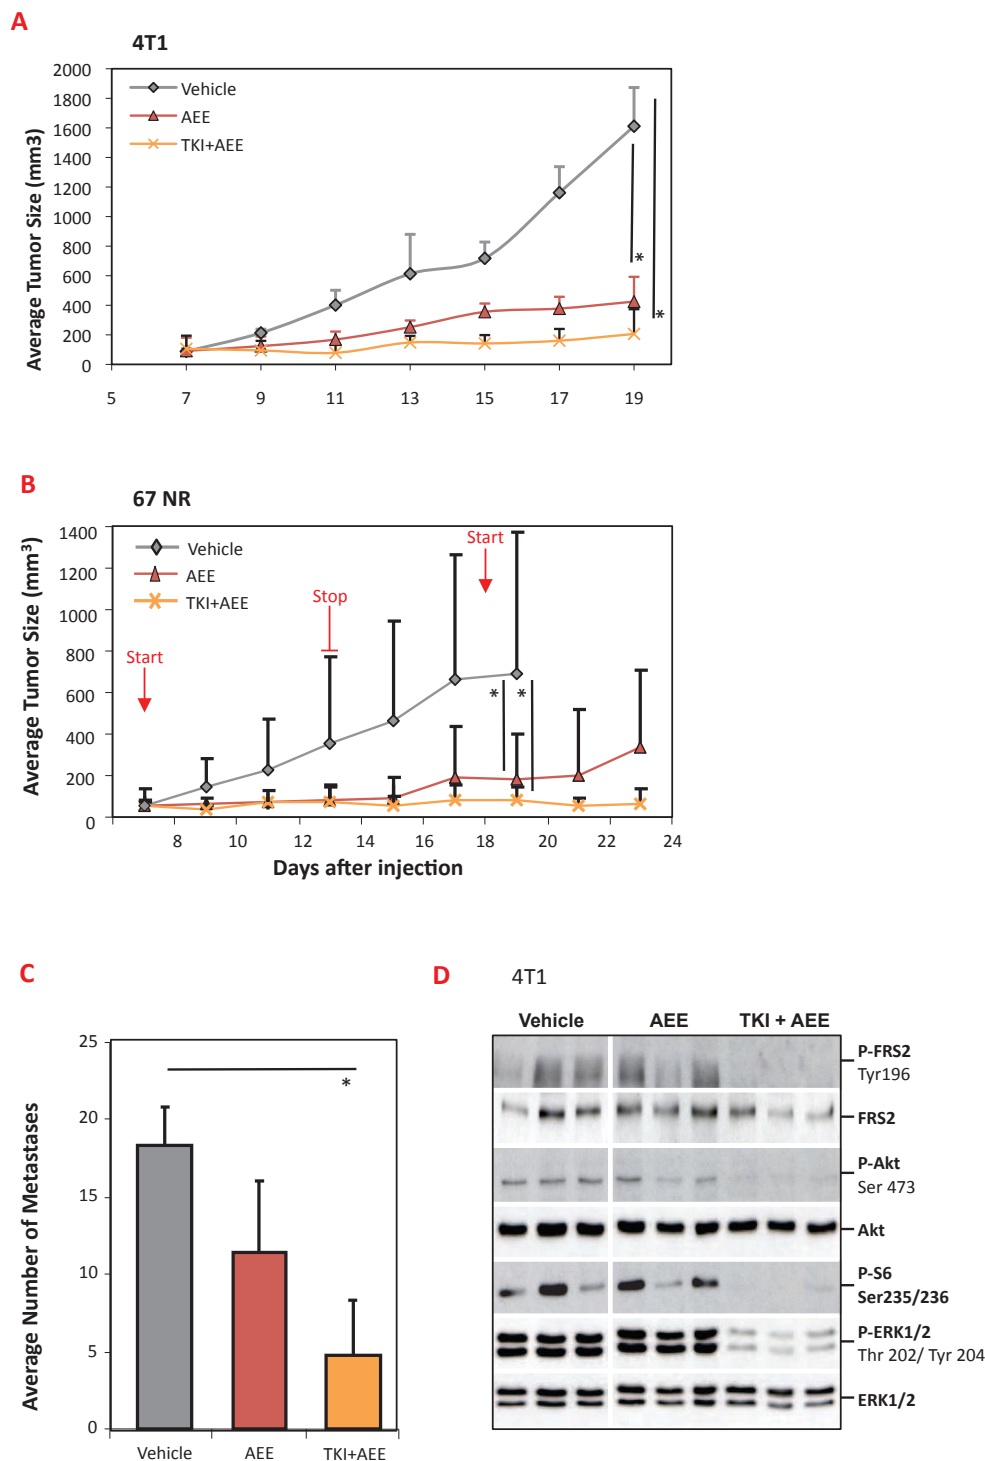 A
4T1
2000
1800
1600
1400
1200
1000
800
600
400
200
0
Average Tumor Size (mm3)
Vehicle
AEE
TKI+AEE
*
*
5 7 9 11 13 15 17 19
B
67 NR
1400
1200
1000
800
600
400
200
0
Average Tumor Size (mm³)
Vehicle
AEE
TKI+AEE
Start
Stop
Start
* *
8 10 12 14 16 18 20 22 24
Days after injection
C
25
20
15
10
5
0
Average Number of Metastases
*
Vehicle AEE TKI+AEE
D
4T1
Vehicle AEE TKI + AEE
P-FRS2
Tyr196
FRS2
P-Akt
Ser 473
Akt
P-S6
Ser235/236
P-ERK1/2
Thr 202/ Tyr 204
ERK1/2